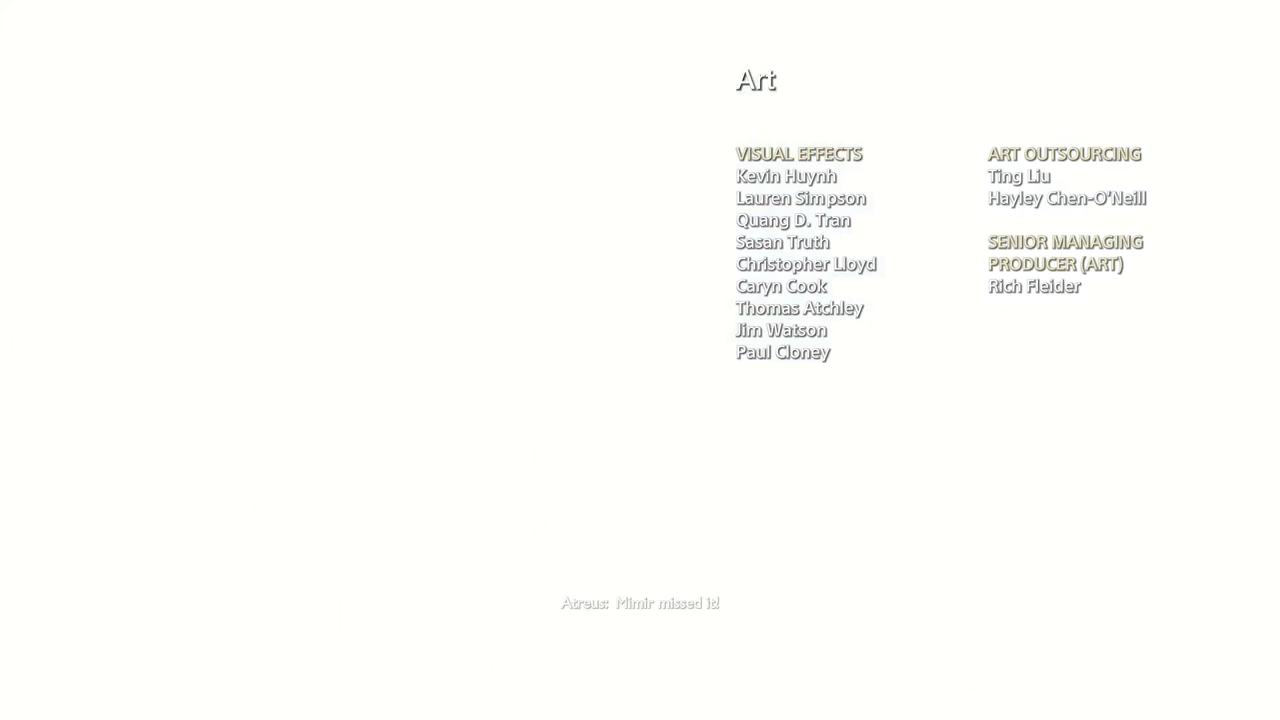 Art
VISUAL EFFECTS
Kevin Huynh
Lauren Simpson
Quang D. Tran
Sasan Truth
Christopher Lloyd
Caryn Cook
Thomas Atchley
Jim Watson
Paul Cloney
ART OUTSOURCING
Ting Liu
Hayley Chen-O'Neill
SENIOR MANAGING
PRODUCER (ART)
Rich Fleider
Atreus: Mimir missed it!